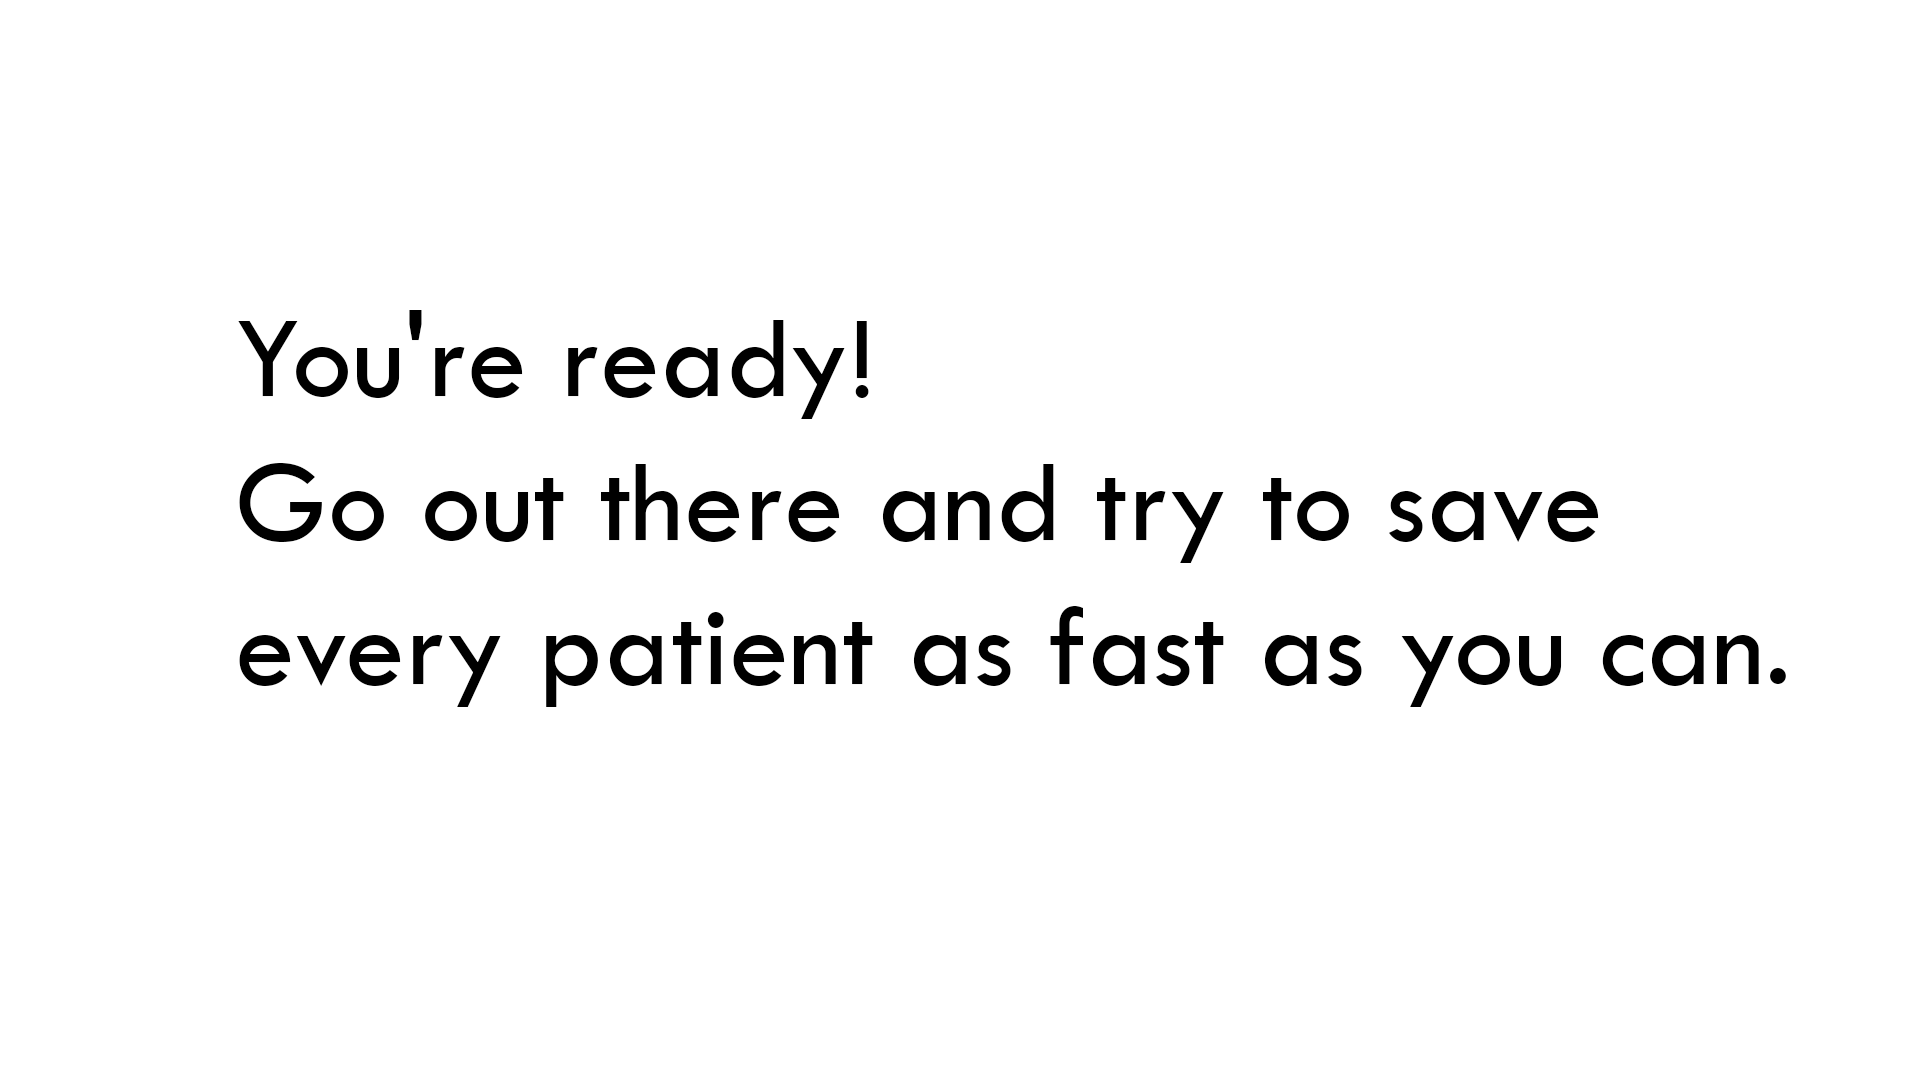 You're ready!
Go out there and try to save
every patient as fast as you can.